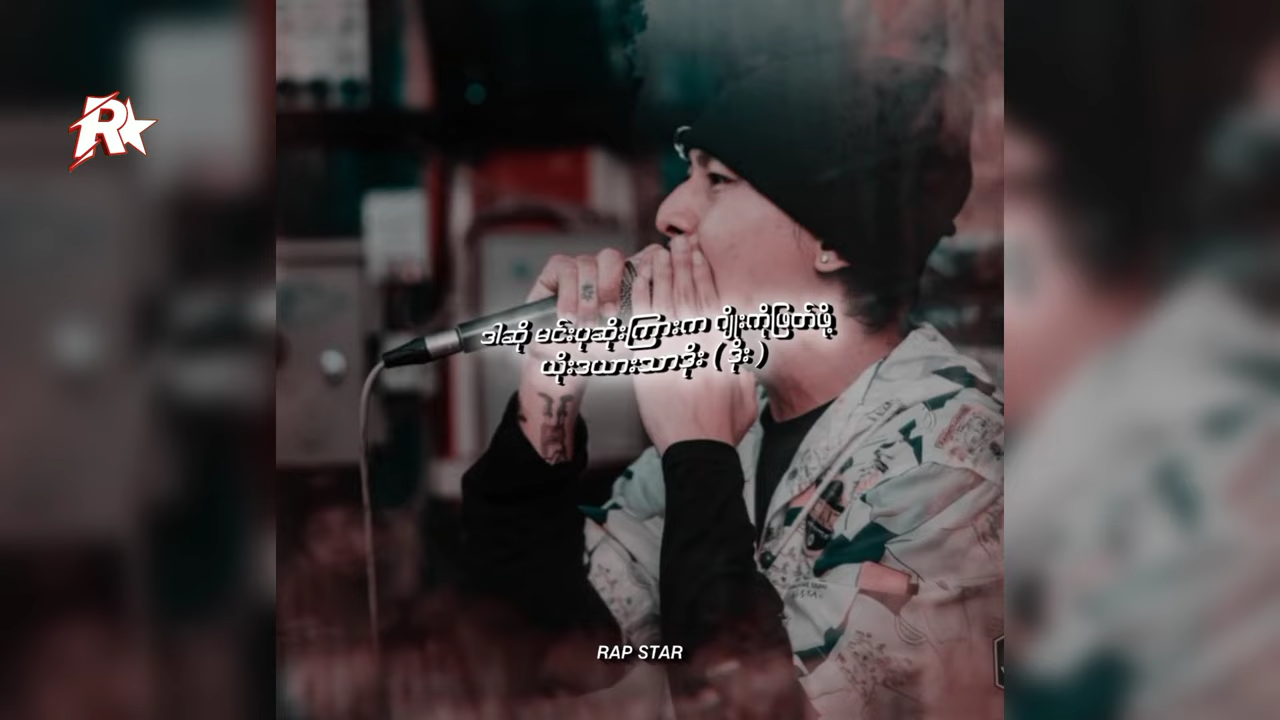 R
ဒါဆို မင်းပုဆိုးကြားက ဂျိုးကိုဖြတ်ဖို့
ယိုးဒယားသာဒိုး ( ဒိုး )
RAP STAR